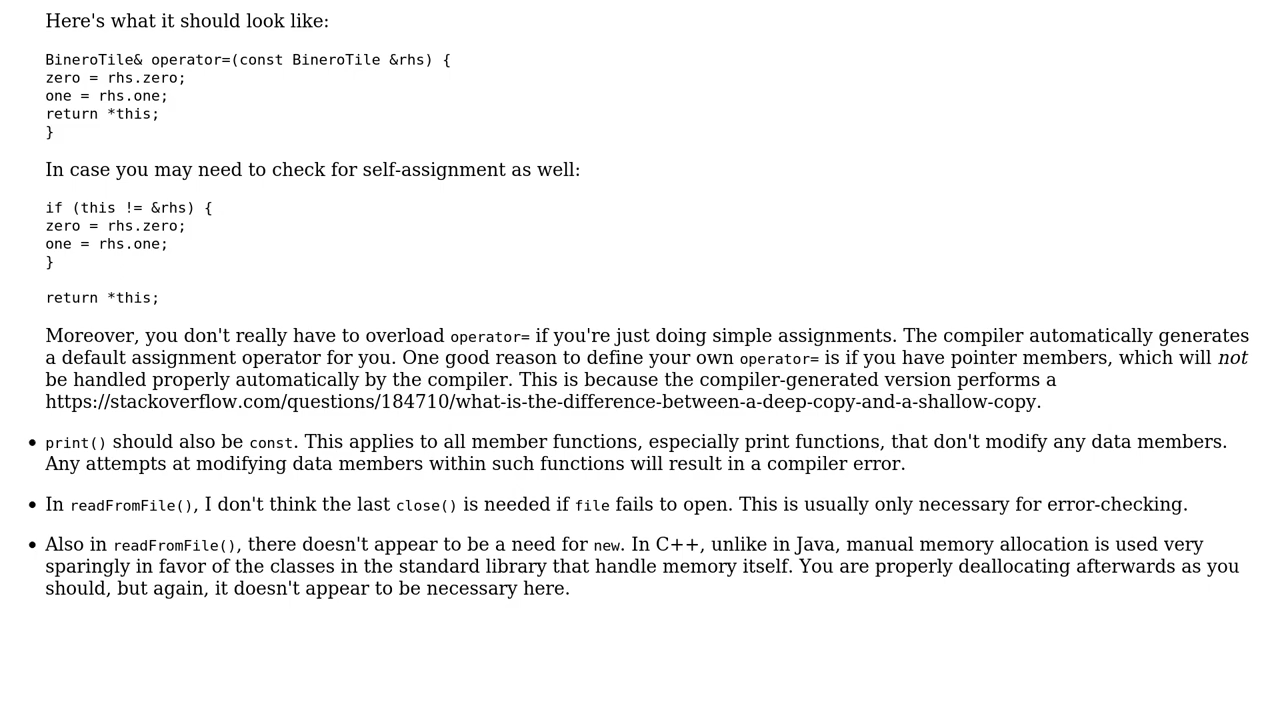 Here's what it should look like:
BineroTile& operator=(const BineroTile &rhs) {
zero = rhs.zero;
one = rhs.one;
return *this;
}
In case you may need to check for self-assignment as well:
if (this != &rhs) {
zero = rhs.zero;
one = rhs.one;
}
return *this;
Moreover, you don't really have to overload operator= if you're just doing simple assignments. The compiler automatically generates
a default assignment operator for you. One good reason to define your own operator= is if you have pointer members, which will not
be handled properly automatically by the compiler. This is because the compiler-generated version performs a
https://stackoverflow.com/questions/184710/what-is-the-difference-between-a-deep-copy-and-a-shallow-copy.
• print() should also be const. This applies to all member functions, especially print functions, that don't modify any data members.
Any attempts at modifying data members within such functions will result in a compiler error.
• In readFromFile(), I don't think the last close() is needed if file fails to open. This is usually only necessary for error-checking.
• Also in readFromFile(), there doesn't appear to be a need for new. In C++, unlike in Java, manual memory allocation is used very
sparingly in favor of the classes in the standard library that handle memory itself. You are properly deallocating afterwards as you
should, but again, it doesn't appear to be necessary here.